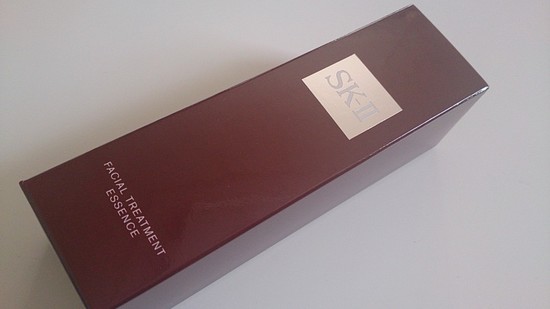 SK-II
FACIAL TREATMENT
ESSENCE